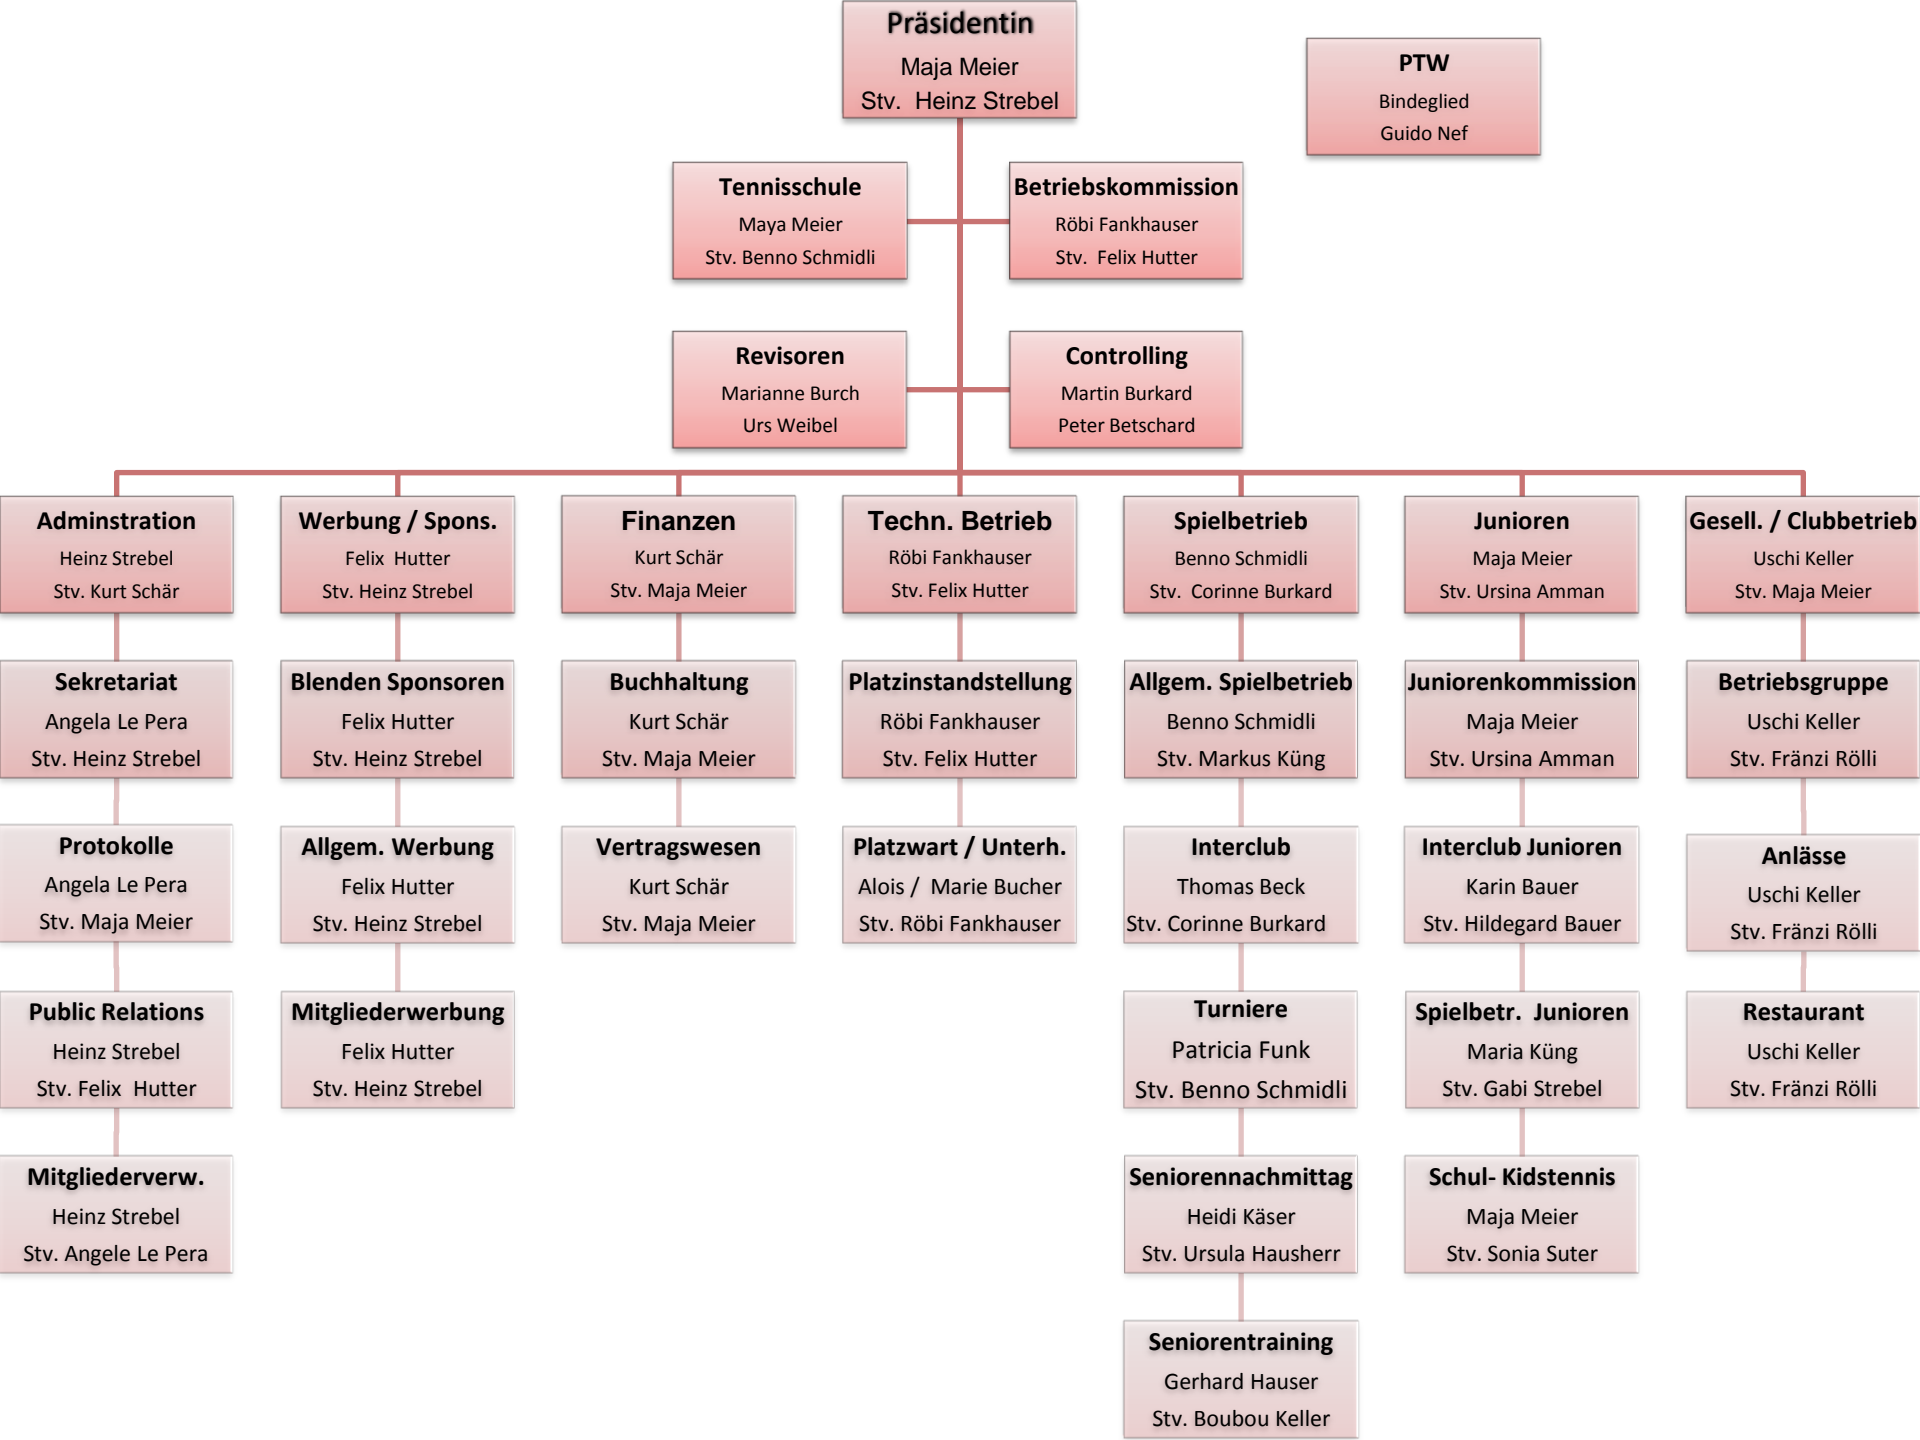 Präsidentin
Maja Meier
Stv. Heinz Strebel
PTW
Bindeglied
Guido Nef
Tennisschule
Maya Meier
Stv. Benno Schmidli
Betriebskommission
Röbi Fankhauser
Stv. Felix Hutter
Revisoren
Marianne Burch
Urs Weibel
Controlling
Martin Burkard
Peter Betschard
Adminstration
Heinz Strebel
Stv. Kurt Schär
Werbung / Spons.
Felix Hutter
Stv. Heinz Strebel
Finanzen
Kurt Schär
Stv. Maja Meier
Techn. Betrieb
Röbi Fankhauser
Stv. Felix Hutter
Spielbetrieb
Benno Schmidli
Stv. Corinne Burkard
Junioren
Maja Meier
Stv. Ursina Amman
Gesell. / Clubbetrieb
Uschi Keller
Stv. Maja Meier
Sekretariat
Angela Le Pera
Stv. Heinz Strebel
Blenden Sponsoren
Felix Hutter
Stv. Heinz Strebel
Buchhaltung
Kurt Schär
Stv. Maja Meier
Platzinstandstellung
Röbi Fankhauser
Stv. Felix Hutter
Allgem. Spielbetrieb
Benno Schmidli
Stv. Markus Küng
Juniorenkommission
Maja Meier
Stv. Ursina Amman
Betriebsgruppe
Uschi Keller
Stv. Fränzi Rölli
Protokolle
Angela Le Pera
Stv. Maja Meier
Allgem. Werbung
Felix Hutter
Stv. Heinz Strebel
Vertragswesen
Kurt Schär
Stv. Maja Meier
Platzwart / Unterh.
Alois / Marie Bucher
Stv. Röbi Fankhauser
Interclub
Thomas Beck
Stv. Corinne Burkard
Interclub Junioren
Karin Bauer
Stv. Hildegard Bauer
Anlässe
Uschi Keller
Stv. Fränzi Rölli
Public Relations
Heinz Strebel
Stv. Felix Hutter
Mitgliederwerbung
Felix Hutter
Stv. Heinz Strebel
Turniere
Patricia Funk
Stv. Benno Schmidli
Spielbetr. Junioren
Maria Küng
Stv. Gabi Strebel
Restaurant
Uschi Keller
Stv. Fränzi Rölli
Mitgliederverw.
Heinz Strebel
Stv. Angele Le Pera
Seniorennachmittag
Heidi Käser
Stv. Ursula Hausherr
Schul- Kidstennis
Maja Meier
Stv. Sonia Suter
Seniorentraining
Gerhard Hauser
Stv. Boubou Keller